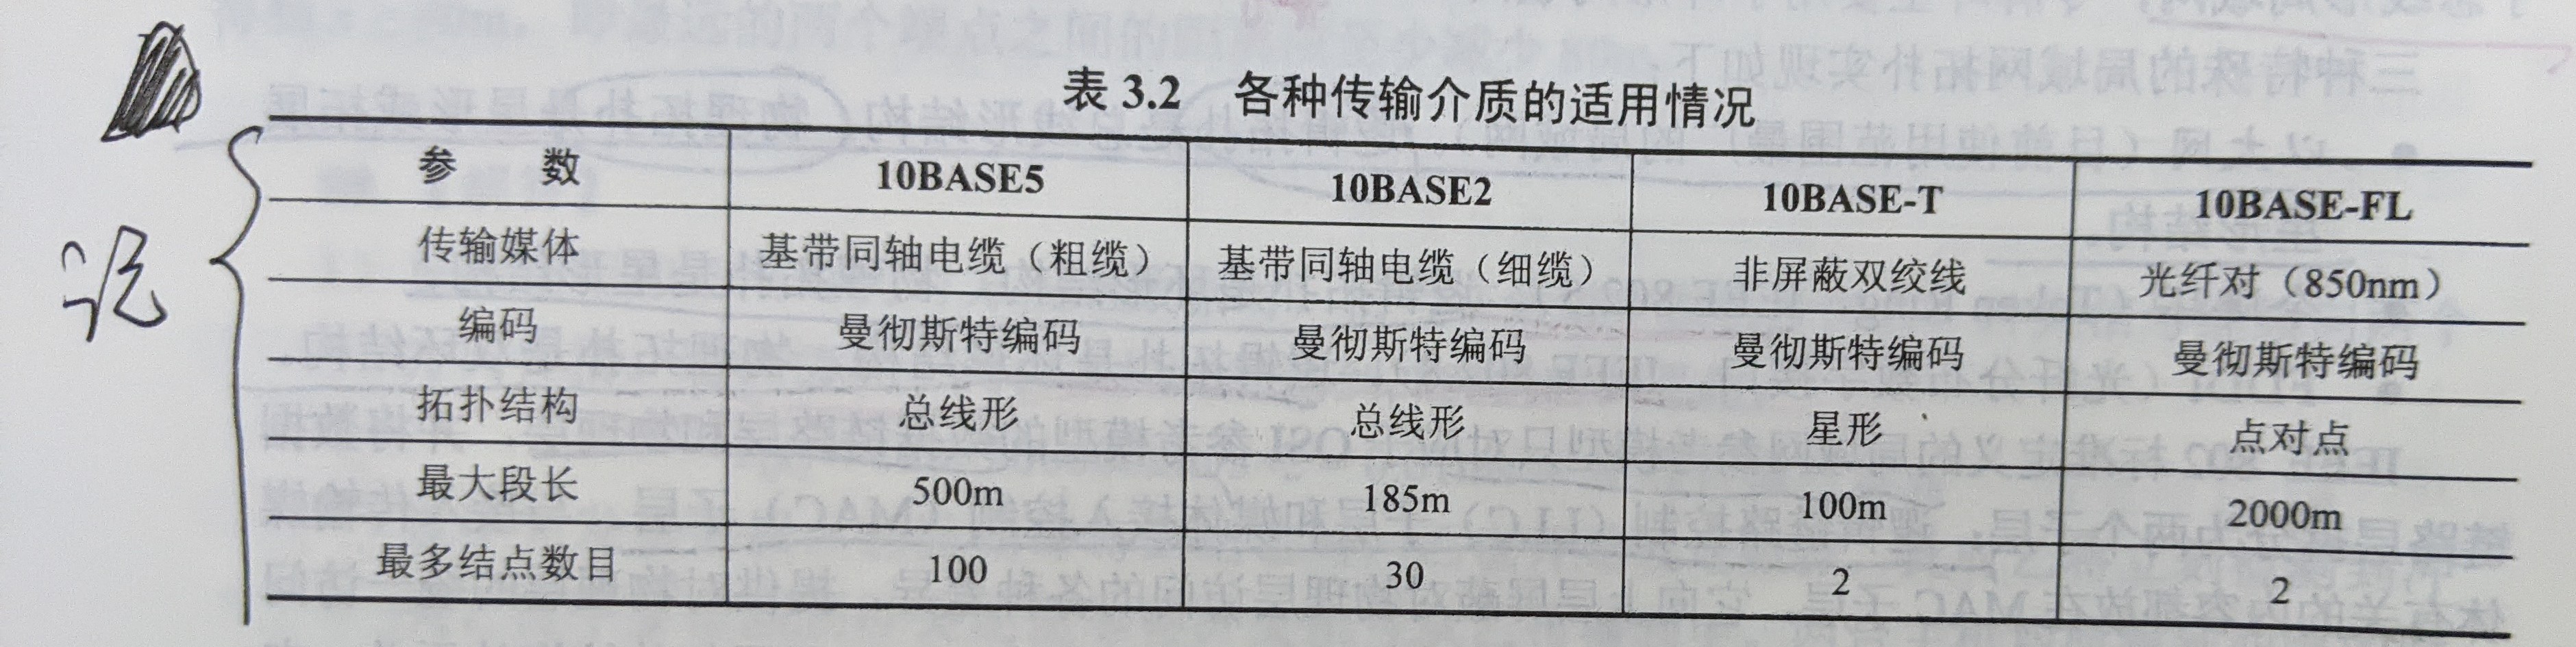 表 3.2 各种传输介质的适用情况
参 数 10BASE5 10BASE2 10BASE-T 10BASE-FL
传输媒体 基带同轴电缆（粗缆） 基带同轴电缆（细缆） 非屏蔽双绞线 光纤对（850nm）
编码 曼彻斯特编码 曼彻斯特编码 曼彻斯特编码 曼彻斯特编码
拓扑结构 总线形 总线形 星形 点对点
最大段长 500m 185m 100m 2000m
最多结点数目 100 30 2 2
记